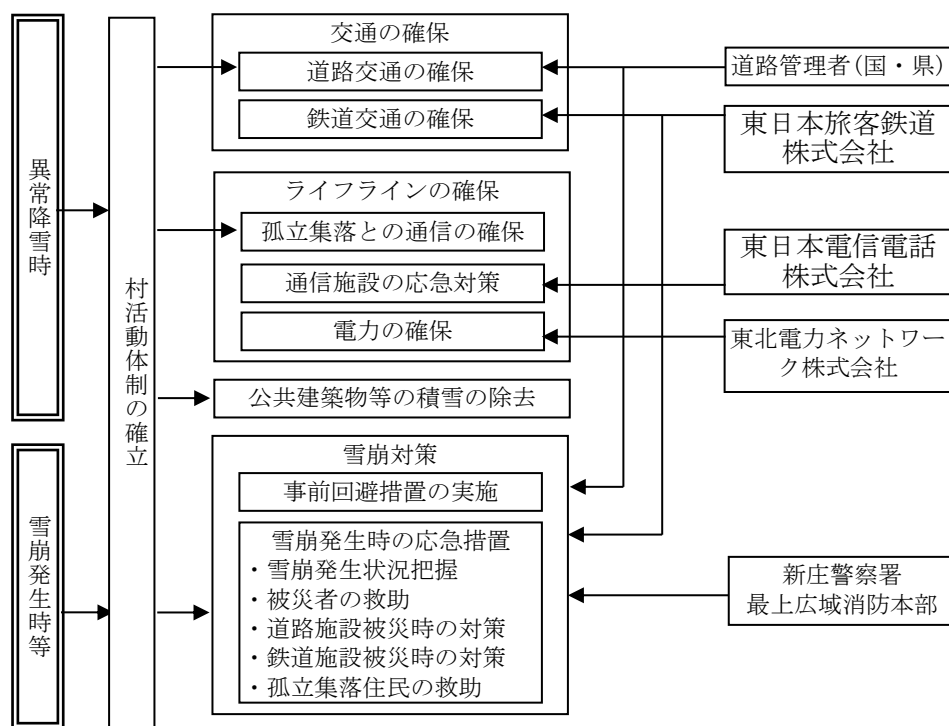 異常降雪時
雪崩発生時等
村活動体制の確立
交通の確保
道路交通の確保
鉄道交通の確保
ライフラインの確保
孤立集落との通信の確保
通信施設の応急対策
電力の確保
公共建築物等の積雪の除去
雪崩対策
事前回避措置の実施
雪崩発生時の応急措置
・雪崩発生状況把握
・被災者の救助
・道路施設被災時の対策
・鉄道施設被災時の対策
・孤立集落住民の救助
道路管理者(国・県)
東日本旅客鉄道
株式会社
東日本電信電話
株式会社
東北電力ネットワー
ク株式会社
新庄警察署
最上広域消防本部